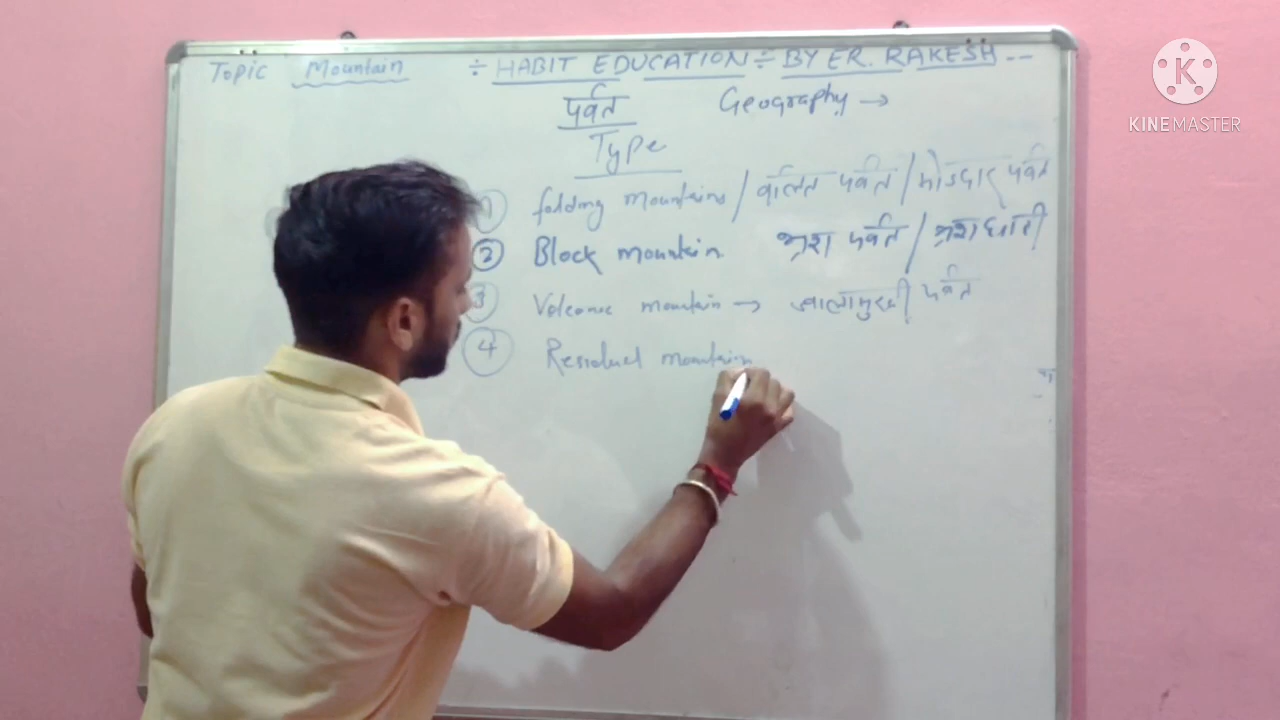 Topic Mountain ÷ HABIT EDUCATION ÷ BY ER. RAKESH --
पर्वत Geography →
Type
1 folding mountains / वलित पर्वत / मोडदार पर्वत
2 Block mountain भ्रंश पर्वत / भ्रंशघाटी
3 Volcanic mountain → ज्वालामुखी पर्वत
4 Residual mountain
K
KINEMASTER